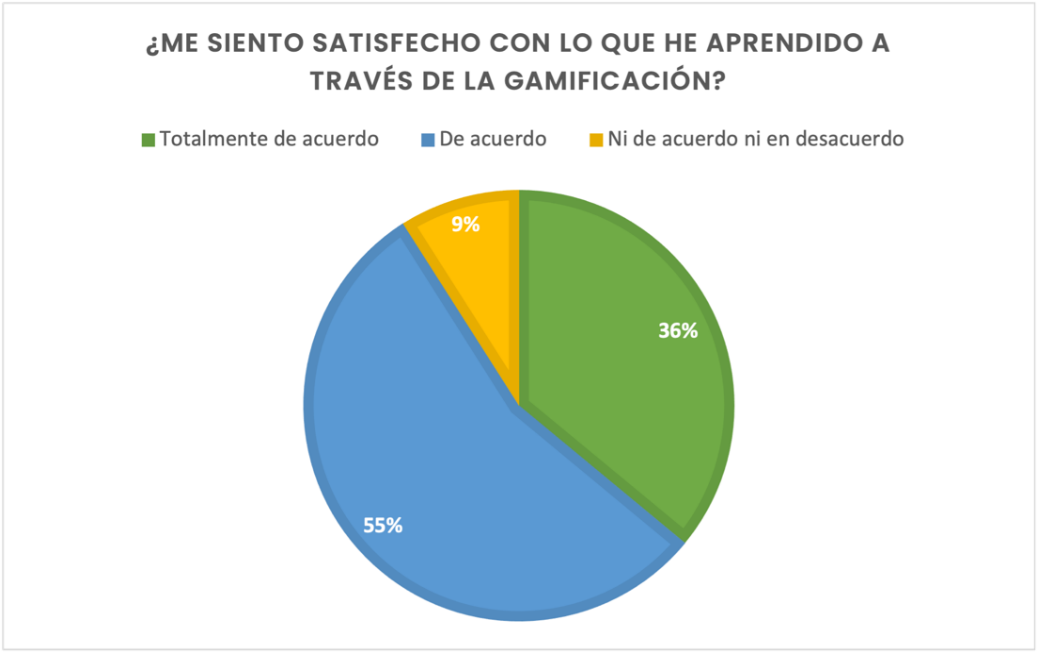 ¿ME SIENTO SATISFECHO CON LO QUE HE APRENDIDO A
TRAVÉS DE LA GAMIFICACIÓN?
Totalmente de acuerdo De acuerdo Ni de acuerdo ni en desacuerdo
9%
36%
55%